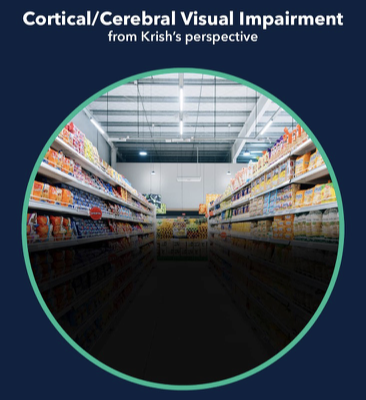 Cortical/Cerebral Visual Impairment
from Krish's perspective